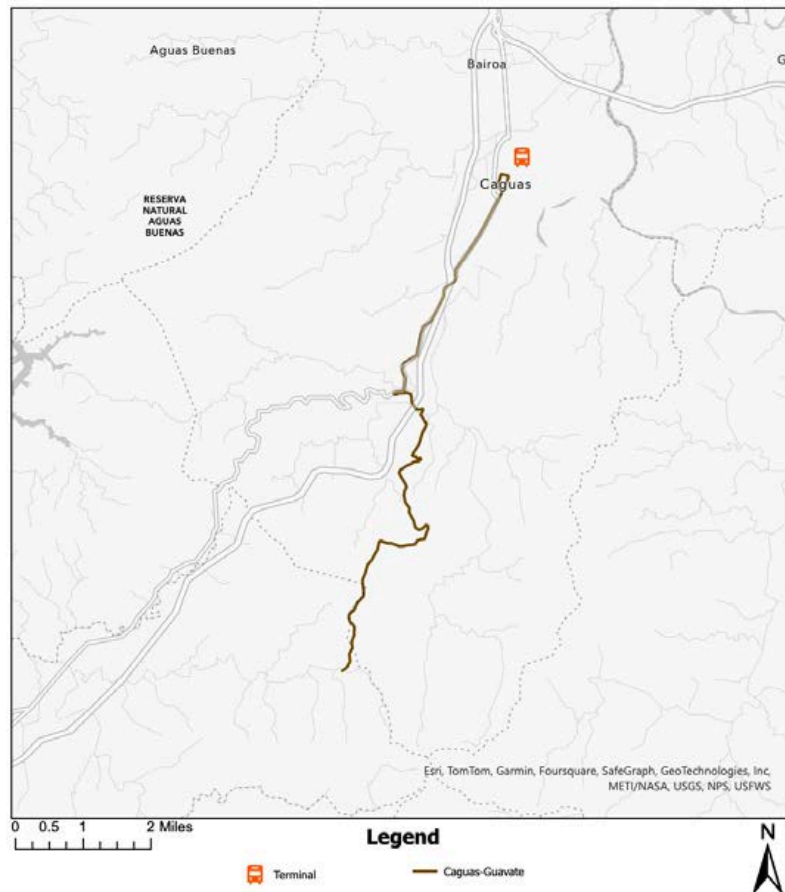 Aguas Buenas
Bairoa
G
Caguas
RESERVA
NATURAL
AGUAS
BUENAS
Esri, TomTom, Garmin, Foursquare, SafeGraph, GeoTechnologies, Inc,
METI/NASA, USGS, NPS, USFWS
0 0.5 1 2 Miles
Legend
N
Terminal
Caguas-Guavate